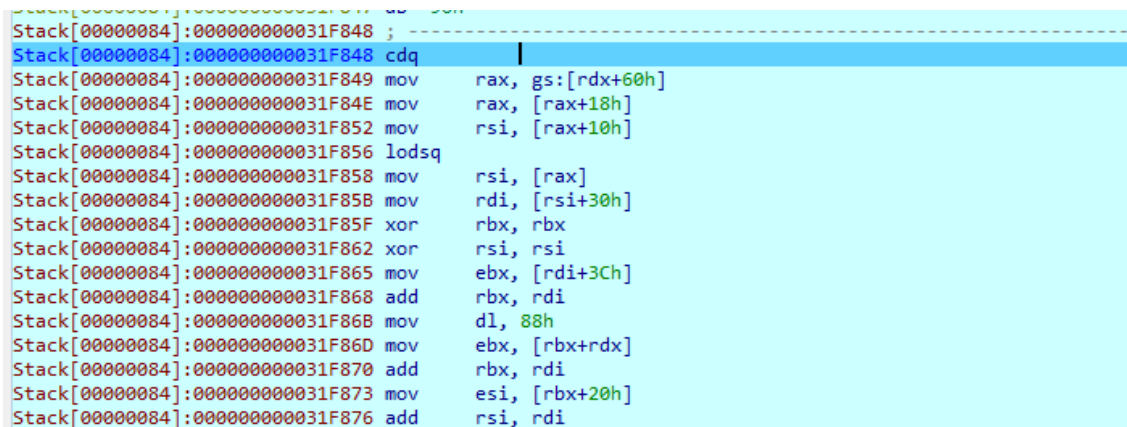 Stack[00000084]:000000000031F847 db 90h
Stack[00000084]:000000000031F848 ; ---------------------------------------------------------------
Stack[00000084]:000000000031F848 cdq
Stack[00000084]:000000000031F849 mov rax, gs:[rdx+60h]
Stack[00000084]:000000000031F84E mov rax, [rax+18h]
Stack[00000084]:000000000031F852 mov rsi, [rax+10h]
Stack[00000084]:000000000031F856 lodsq
Stack[00000084]:000000000031F858 mov rsi, [rax]
Stack[00000084]:000000000031F85B mov rdi, [rsi+30h]
Stack[00000084]:000000000031F85F xor rbx, rbx
Stack[00000084]:000000000031F862 xor rsi, rsi
Stack[00000084]:000000000031F865 mov ebx, [rdi+3Ch]
Stack[00000084]:000000000031F868 add rbx, rdi
Stack[00000084]:000000000031F86B mov dl, 88h
Stack[00000084]:000000000031F86D mov ebx, [rbx+rdx]
Stack[00000084]:000000000031F870 add rbx, rdi
Stack[00000084]:000000000031F873 mov esi, [rbx+20h]
Stack[00000084]:000000000031F876 add rsi, rdi